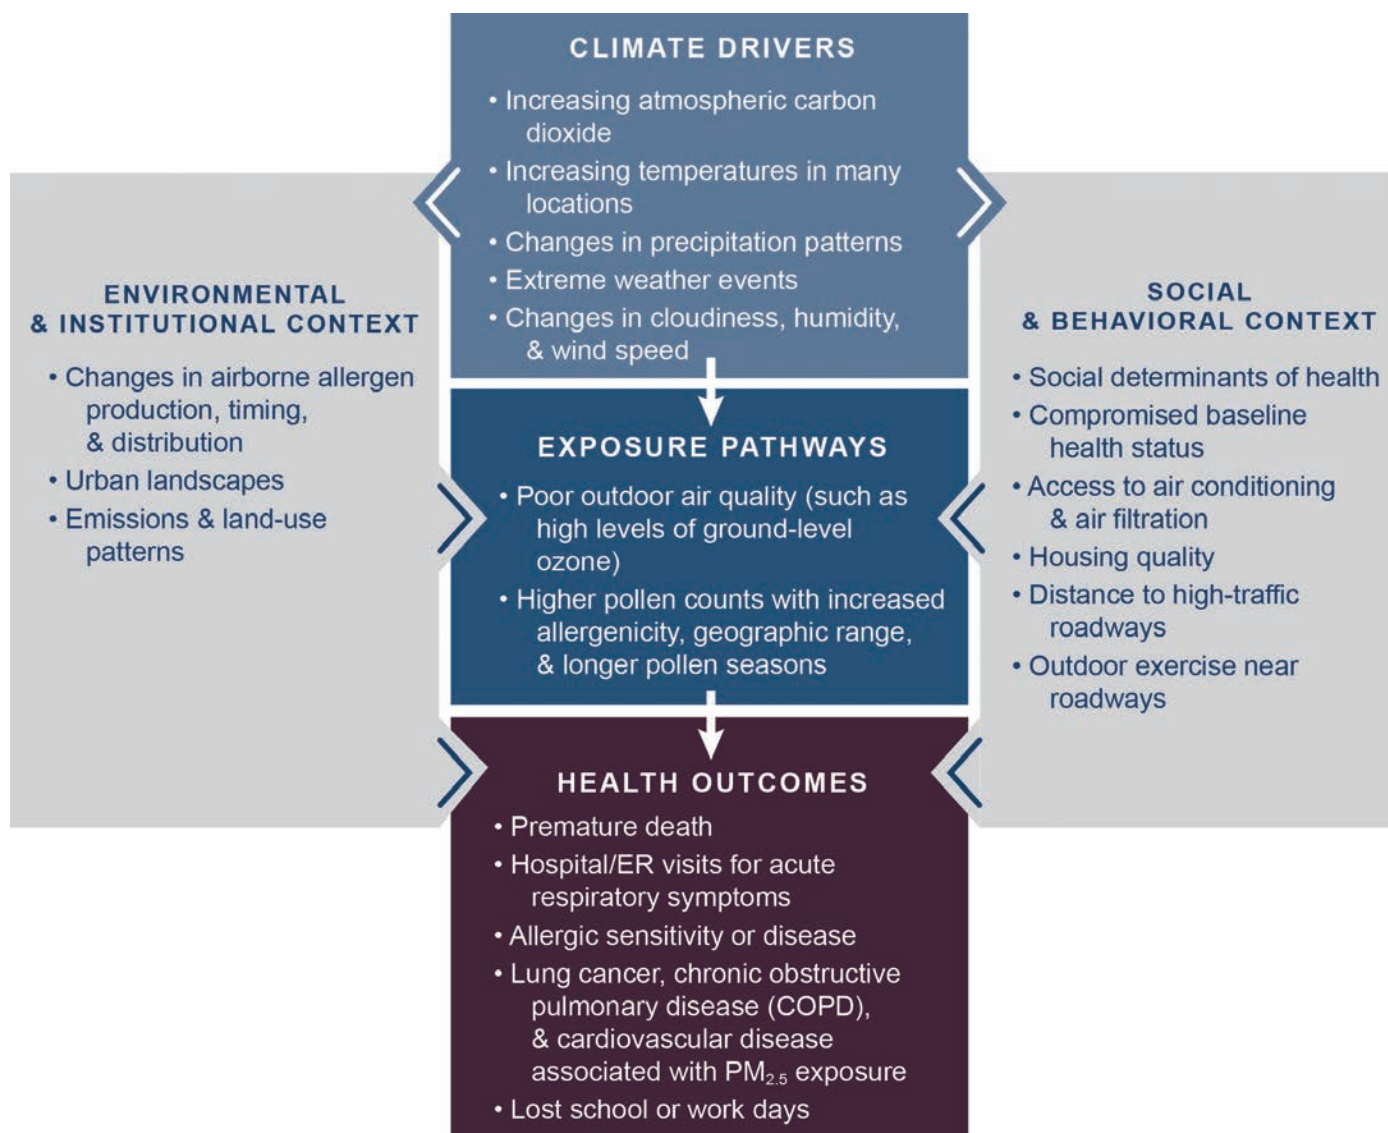 CLIMATE DRIVERS
• Increasing atmospheric carbon
dioxide
• Increasing temperatures in many
locations
• Changes in precipitation patterns
• Extreme weather events
• Changes in cloudiness, humidity,
& wind speed
ENVIRONMENTAL
& INSTITUTIONAL CONTEXT
• Changes in airborne allergen
production, timing,
& distribution
• Urban landscapes
• Emissions & land-use
patterns
EXPOSURE PATHWAYS
• Poor outdoor air quality (such as
high levels of ground-level
ozone)
• Higher pollen counts with increased
allergenicity, geographic range,
& longer pollen seasons
SOCIAL
& BEHAVIORAL CONTEXT
• Social determinants of health
• Compromised baseline
health status
• Access to air conditioning
& air filtration
• Housing quality
• Distance to high-traffic
roadways
• Outdoor exercise near
roadways
HEALTH OUTCOMES
• Premature death
• Hospital/ER visits for acute
respiratory symptoms
• Allergic sensitivity or disease
• Lung cancer, chronic obstructive
pulmonary disease (COPD),
& cardiovascular disease
associated with PM2.5 exposure
• Lost school or work days